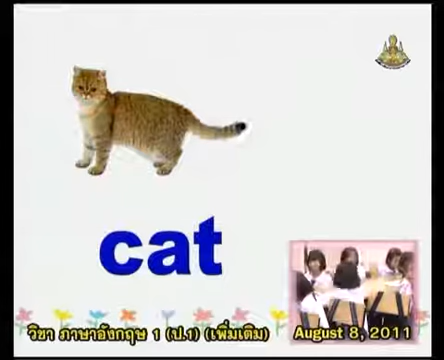 cat
วิชา ภาษาอังกฤษ 1 (ป.1) (เพิ่มเติม)
August 8, 2011